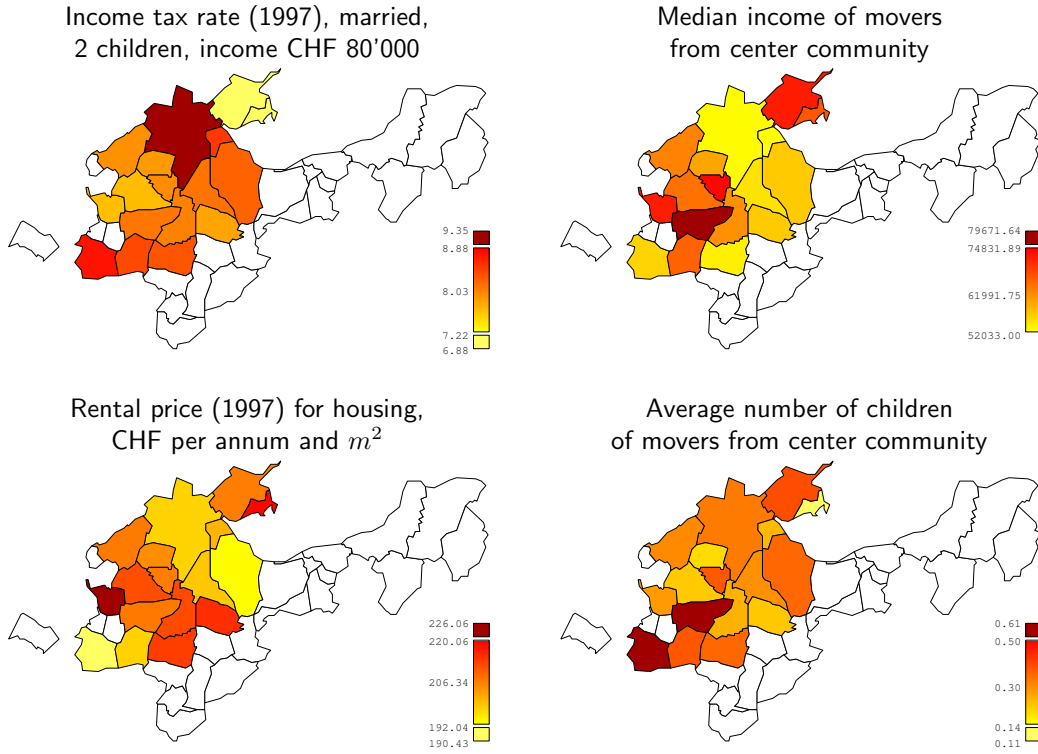 Income tax rate (1997), married,
2 children, income CHF 80'000
9.35
8.88
8.03
7.22
6.88
Median income of movers
from center community
79671.64
74831.89
61991.75
52033.00
Rental price (1997) for housing,
CHF per annum and m²
226.06
220.06
206.34
192.04
190.43
Average number of children
of movers from center community
0.61
0.50
0.30
0.14
0.11